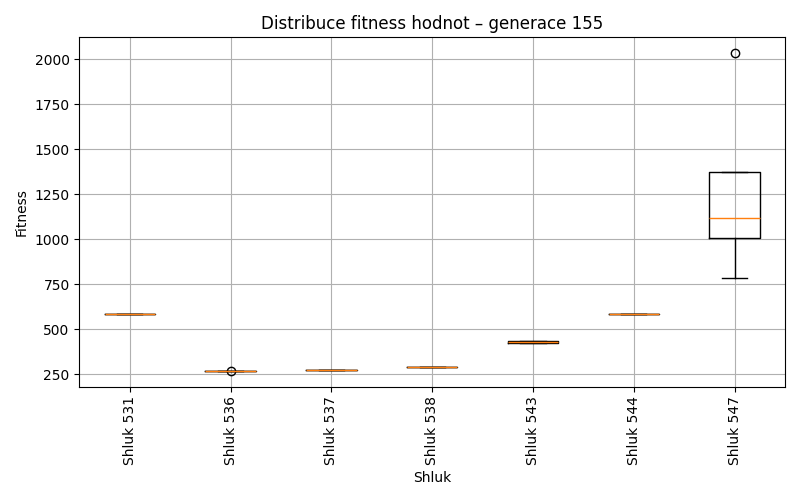 Distribuce fitness hodnot – generace 155
Fitness
2000
1750
1500
1250
1000
750
500
250
Shluk 531
Shluk 536
Shluk 537
Shluk 538
Shluk 543
Shluk 544
Shluk 547
Shluk